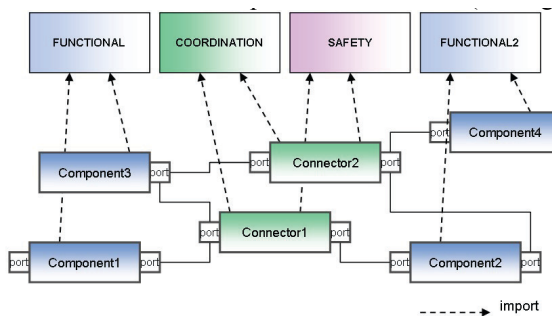 FUNCTIONAL
COORDINATION
SAFETY
FUNCTIONAL2
port
Component4
Component3
port
port
Connector2
port
port
Connector1
port
port
Component1
port
port
Component2
port
import